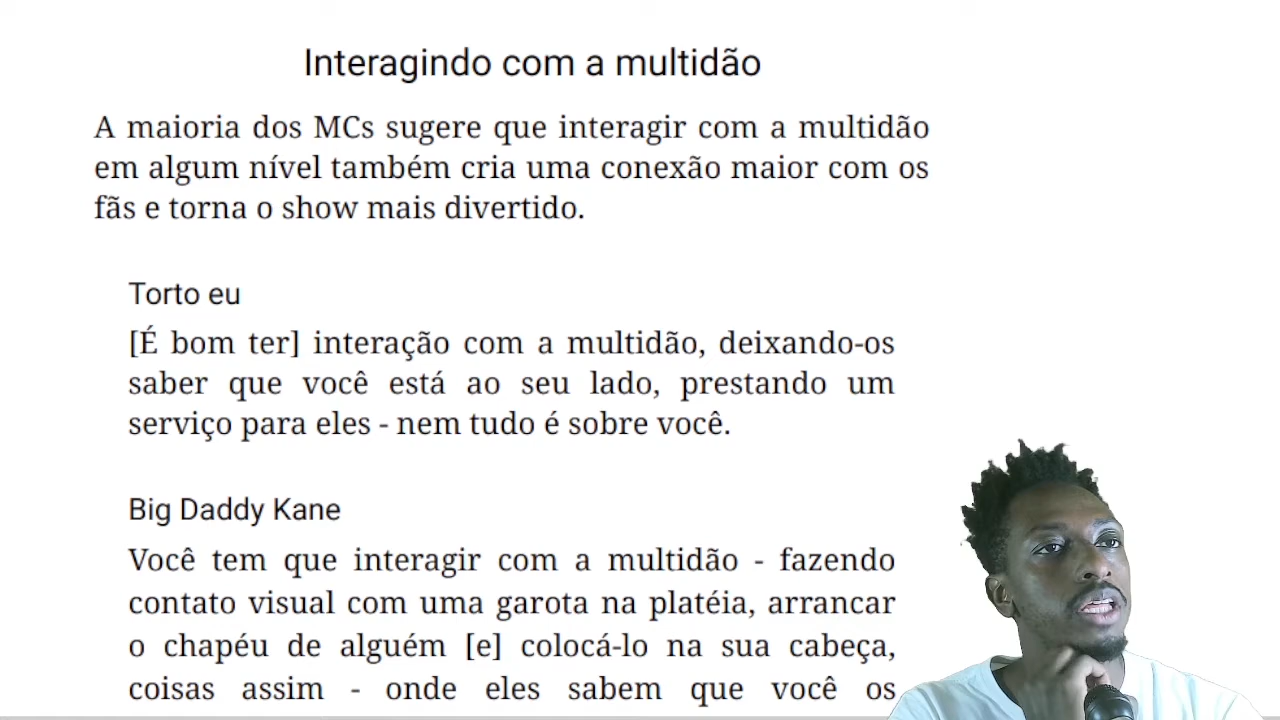 Interagindo com a multidão
A maioria dos MCs sugere que interagir com a multidão
em algum nível também cria uma conexão maior com os
fãs e torna o show mais divertido.
Torto eu
[É bom ter] interação com a multidão, deixando-os
saber que você está ao seu lado, prestando um
serviço para eles - nem tudo é sobre você.
Big Daddy Kane
Você tem que interagir com a multidão - fazendo
contato visual com uma garota na platéia, arrancar
o chapéu de alguém [e] colocá-lo na sua cabeça,
coisas assim - onde eles sabem que você os